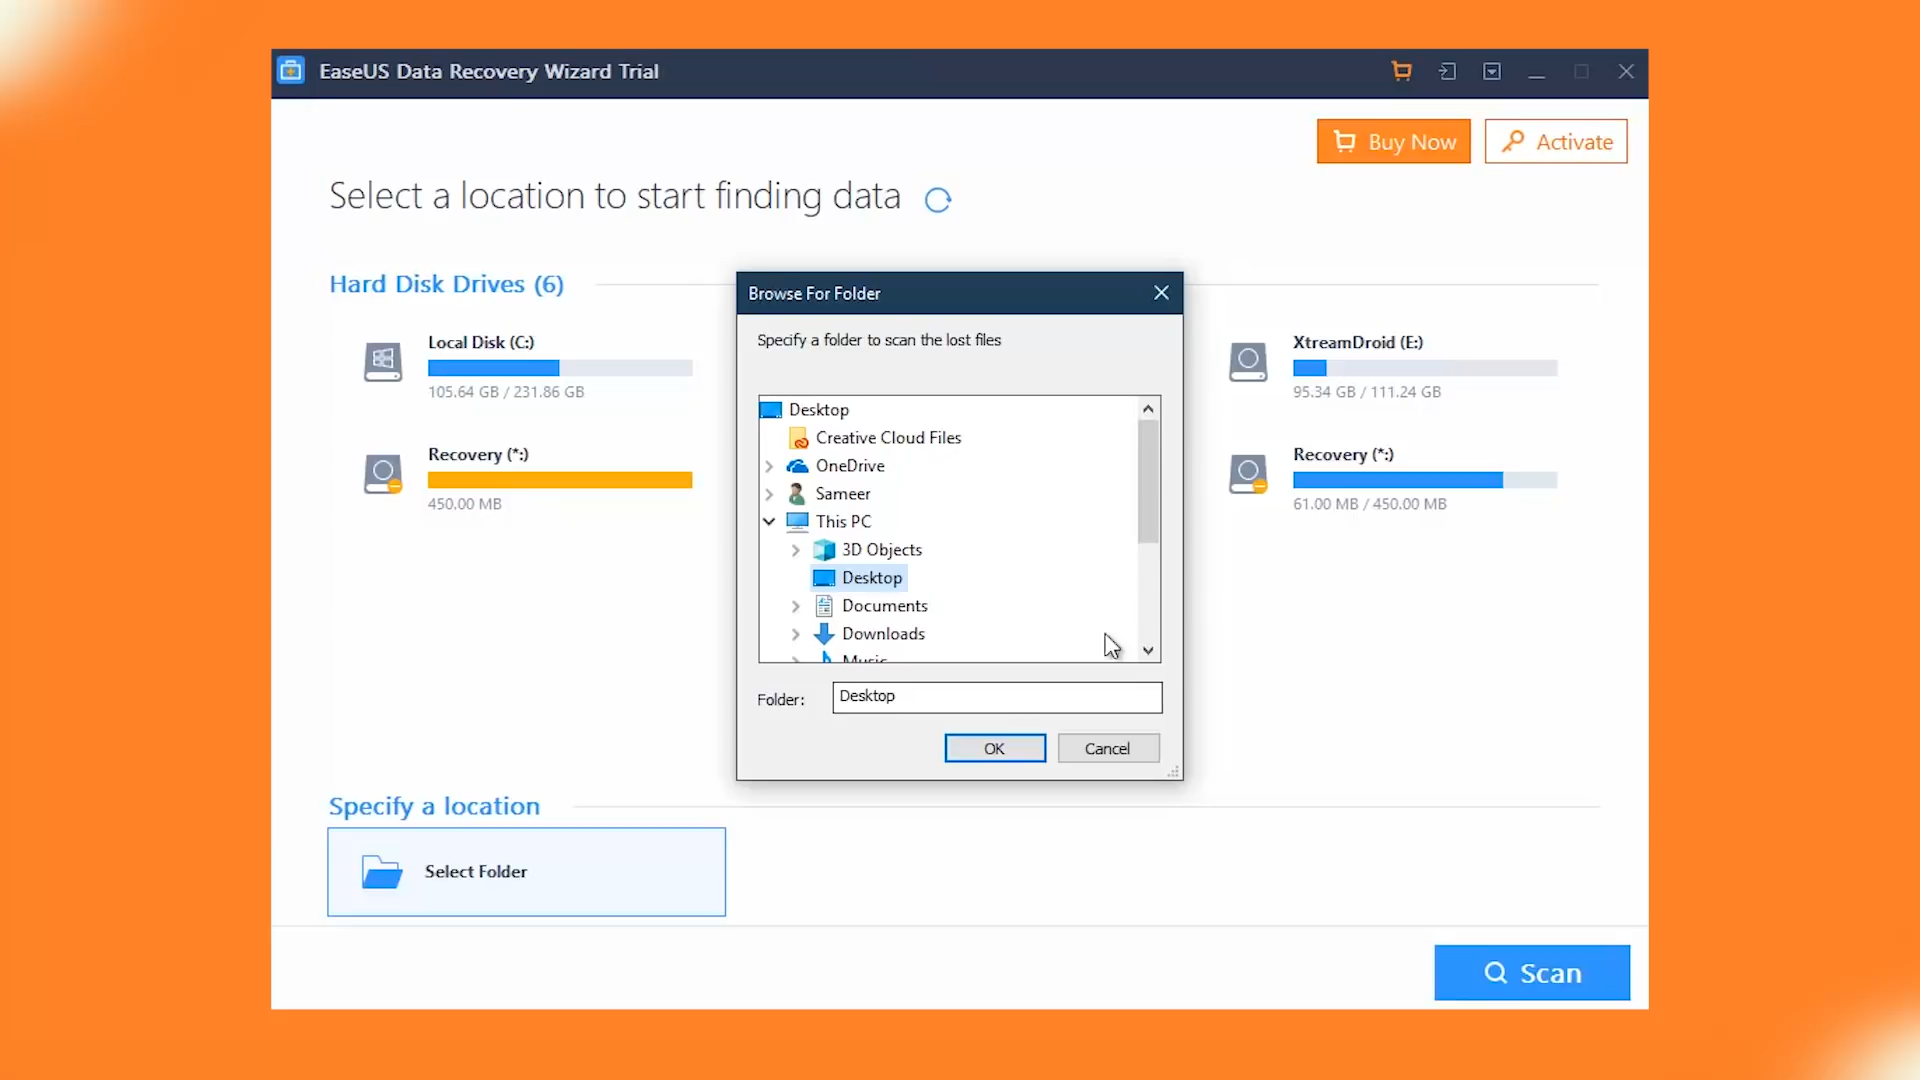 EaseUS Data Recovery Wizard Trial
Buy Now
Activate
Select a location to start finding data
Hard Disk Drives (6)
Local Disk (C:)
105.64 GB / 231.86 GB
XtreamDroid (E:)
95.34 GB / 111.24 GB
Recovery (*:)
450.00 MB
Recovery (*:)
61.00 MB / 450.00 MB
Browse For Folder
Specify a folder to scan the lost files
Desktop
Creative Cloud Files
OneDrive
Sameer
This PC
3D Objects
Desktop
Documents
Downloads
Music
Folder:
Desktop
OK
Cancel
Specify a location
Select Folder
Scan